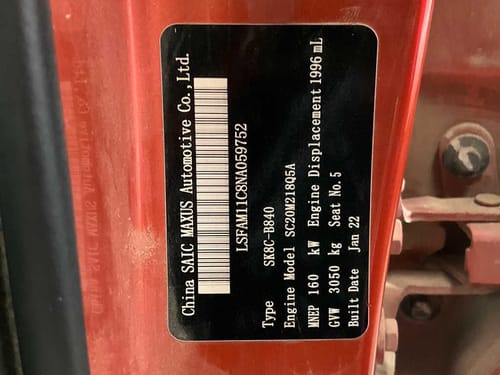 China SAIC MAXUS Automotive Co.,Ltd.
LSFAM11C8NA059752
Type SK8C-B840
Engine Model SC20M218Q5A
MNEP 160 kW Engine Displacement 1996 mL
GVW 3050 kg Seat No. 5
Built Date Jan 22